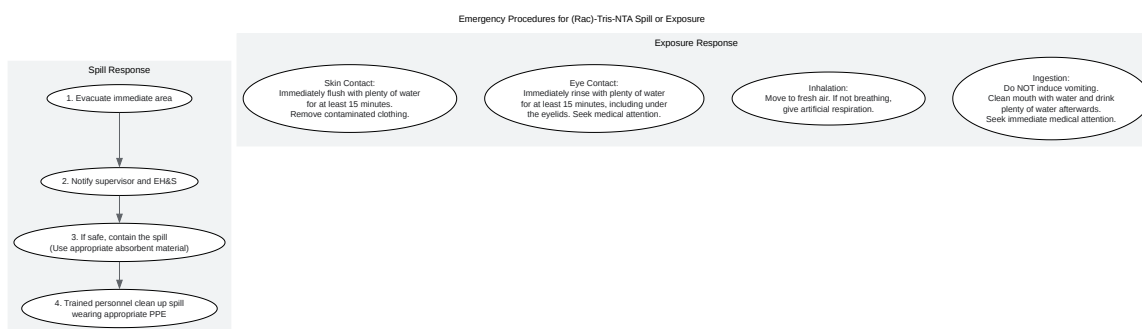 Emergency Procedures for (Rac)-Tris-NTA Spill or Exposure
Spill Response
1. Evacuate immediate area
2. Notify supervisor and EH&S
3. If safe, contain the spill
(Use appropriate absorbent material)
4. Trained personnel clean up spill
wearing appropriate PPE
Exposure Response
Skin Contact:
Immediately flush with plenty of water
for at least 15 minutes.
Remove contaminated clothing.
Eye Contact:
Immediately rinse with plenty of water
for at least 15 minutes, including under
the eyelids. Seek medical attention.
Inhalation:
Move to fresh air. If not breathing,
give artificial respiration.
Ingestion:
Do NOT induce vomiting.
Clean mouth with water and drink
plenty of water afterwards.
Seek immediate medical attention.